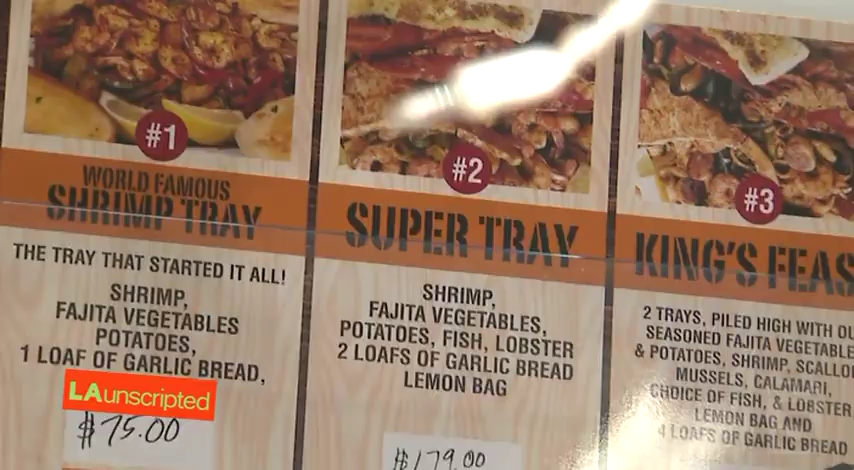 #1
WORLD FAMOUS
SHRIMP TRAY
THE TRAY THAT STARTED IT ALL!
SHRIMP,
FAJITA VEGETABLES
POTATOES,
1 LOAF OF GARLIC BREAD,
LAunscripted
$75.00
#2
SUPER TRAY
SHRIMP,
FAJITA VEGETABLES,
POTATOES, FISH, LOBSTER
2 LOAFS OF GARLIC BREAD
LEMON BAG
$179.00
#3
KING'S FEAS
2 TRAYS, PILED HIGH WITH OU
SEASONED FAJITA VEGETABLE
& POTATOES, SHRIMP, SCALLO
MUSSELS, CALAMARI,
CHOICE OF FISH, & LOBSTER
LEMON BAG AND
4 LOAFS OF GARLIC BREAD